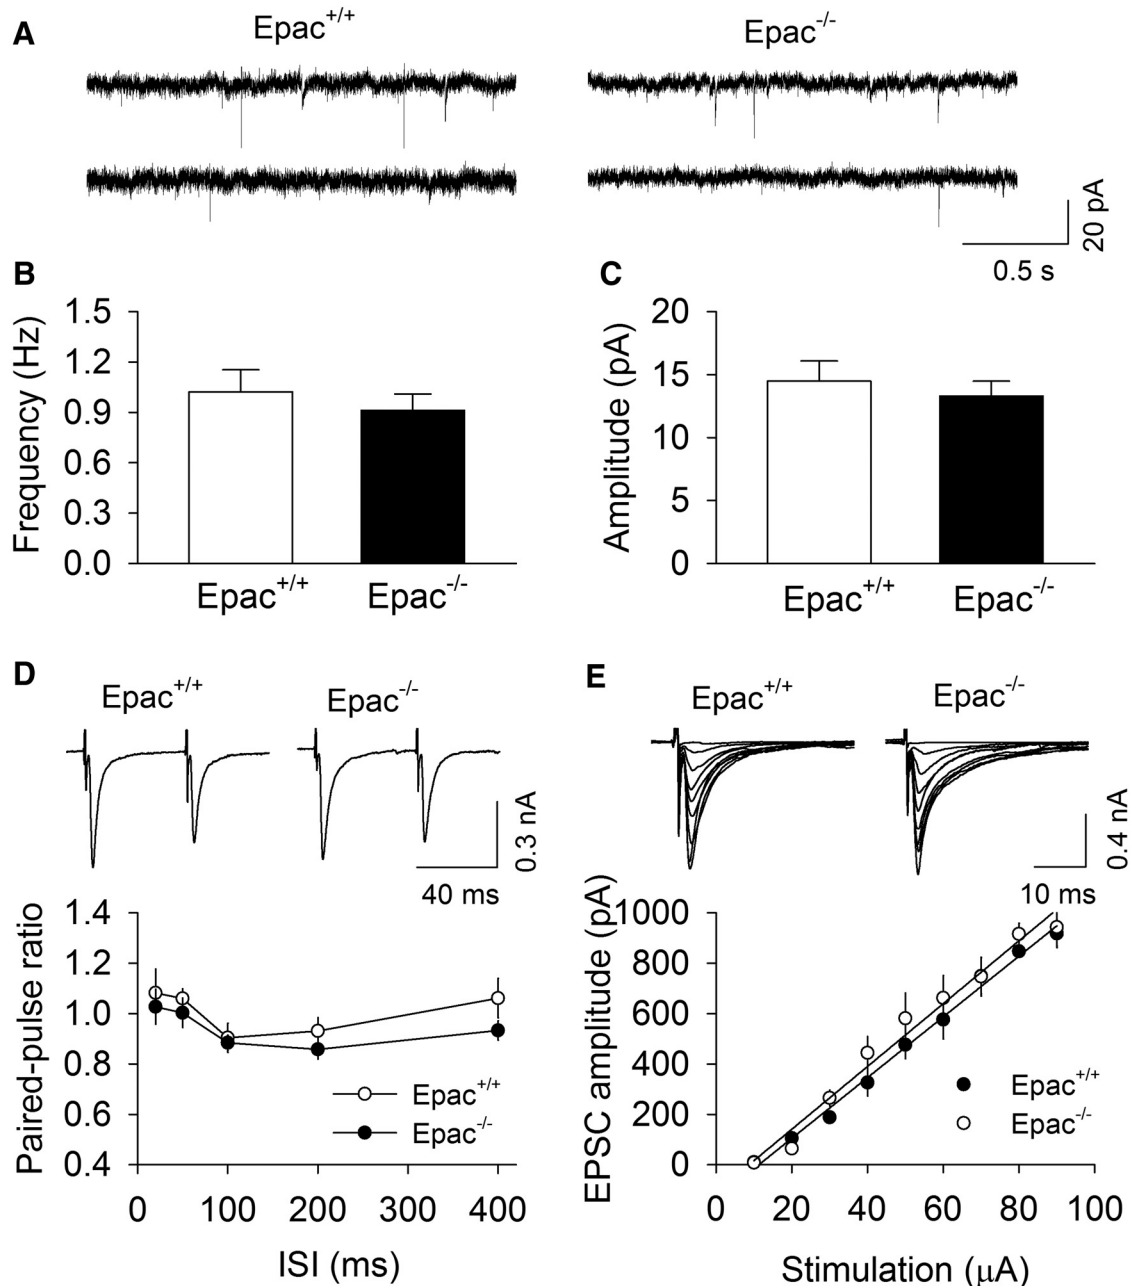 A
Epac+/+
Epac-/-
20 pA
0.5 s
B
C
1.5
1.2
0.9
0.6
0.3
0.0
Frequency (Hz)
Epac+/+
Epac-/-
20
15
10
5
0
Amplitude (pA)
Epac+/+
Epac-/-
D
Epac+/+
Epac-/-
0.3 nA
40 ms
1.4
1.2
1.0
0.8
0.6
0.4
Paired-pulse ratio
Epac+/+
Epac-/-
0
100
200
300
400
ISI (ms)
E
Epac+/+
Epac-/-
0.4 nA
10 ms
1000
800
600
400
200
0
EPSC amplitude (pA)
Epac+/+
Epac-/-
0
20
40
60
80
100
Stimulation (μA)